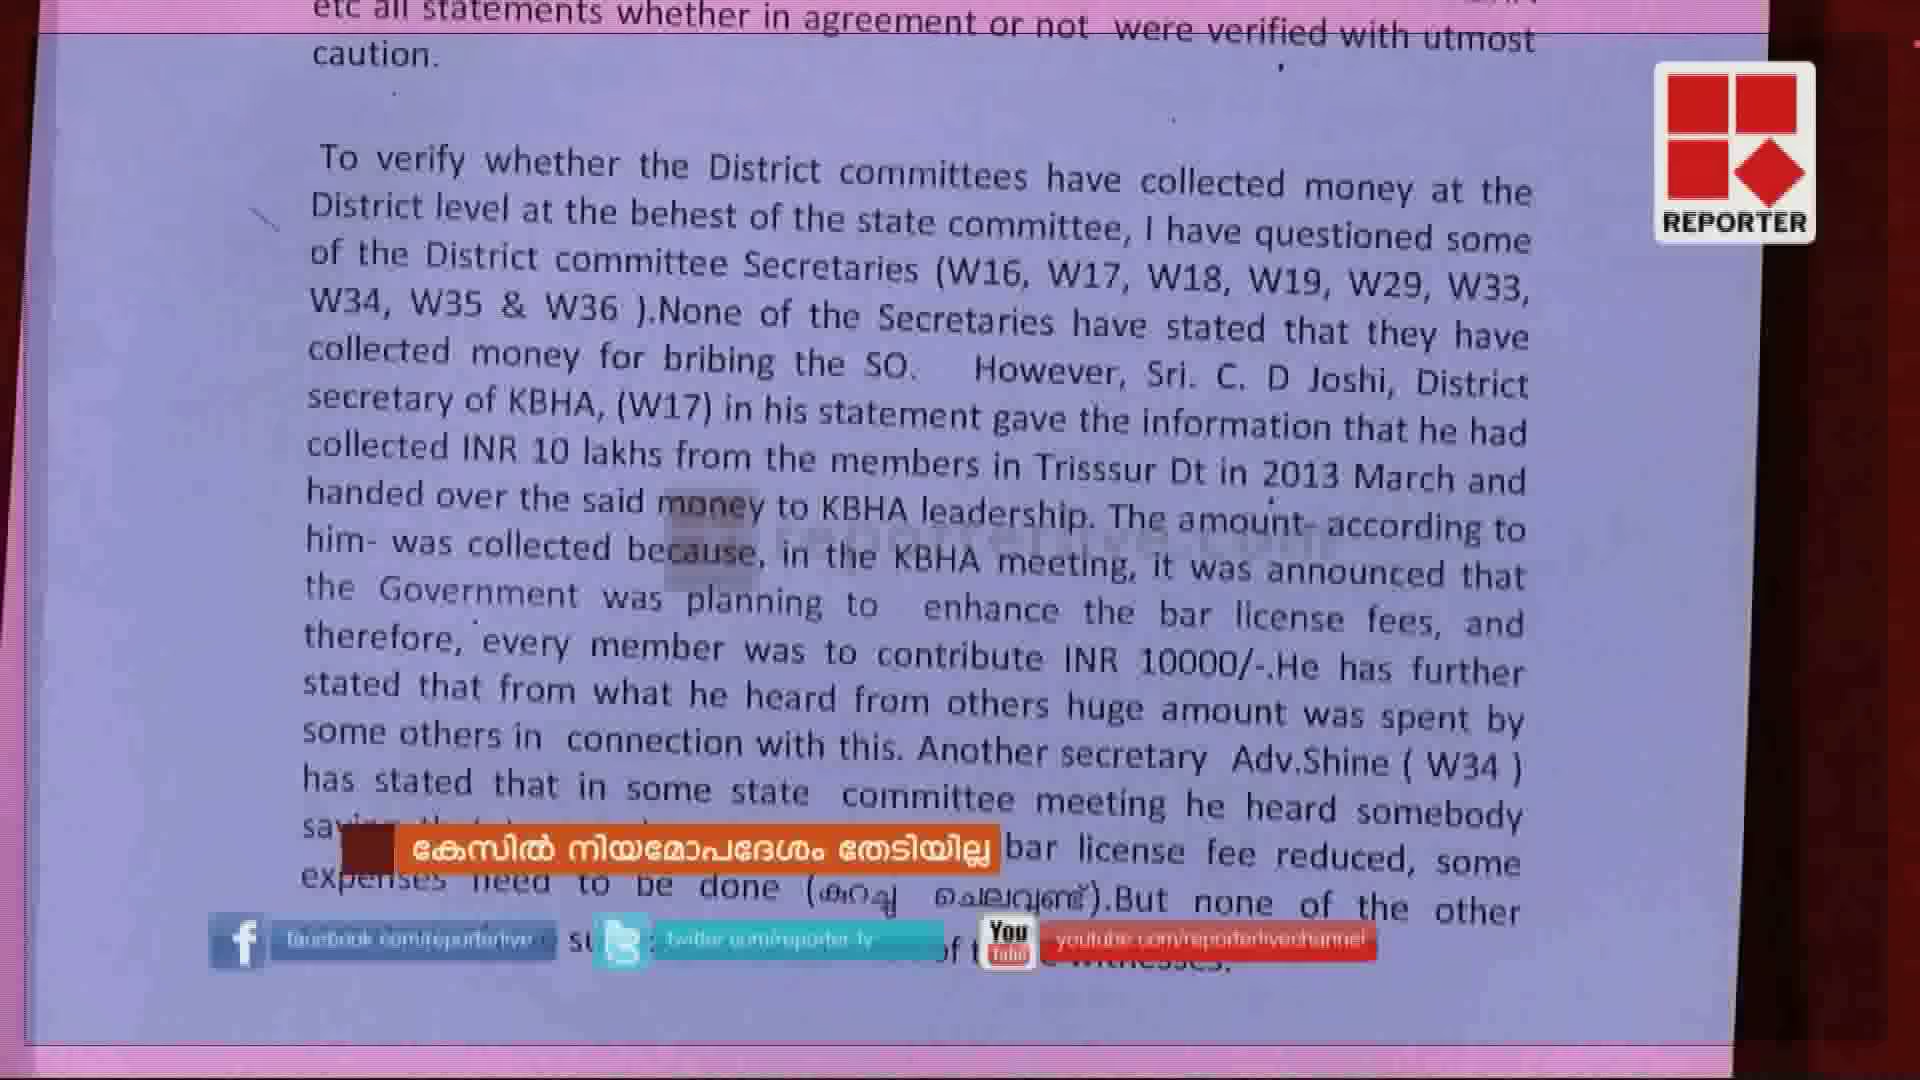 etc all statements whether in agreement or not were verified with utmost
caution.
To verify whether the District committees have collected money at the
District level at the behest of the state committee, I have questioned some
of the District committee Secretaries (W16, W17, W18, W19, W29, W33,
W34, W35 & W36 ).None of the Secretaries have stated that they have
collected money for bribing the SO. However, Sri. C. D Joshi, District
secretary of KBHA, (W17) in his statement gave the information that he had
collected INR 10 lakhs from the members in Trisssur Dt in 2013 March and
handed over the said money to KBHA leadership. The amount- according to
him- was collected because, in the KBHA meeting, it was announced that
the Government was planning to enhance the bar license fees, and
therefore, every member was to contribute INR 10000/-.He has further
stated that from what he heard from others huge amount was spent by
some others in connection with this. Another secretary Adv.Shine ( W34 )
has stated that in some state committee meeting he heard somebody
bar license fee reduced, some
expenses need to be done (കുറച്ച് ചെലവുണ്ട്).But none of the other
of witnesses.
REPORTER
reporterlive.com
കേസിൽ നിയമോപദേശം തേടിയില്ല
facebook.com/reporterlive
twitter.com/reporter tv
You Tube
youtube.com/reporterlivechannel